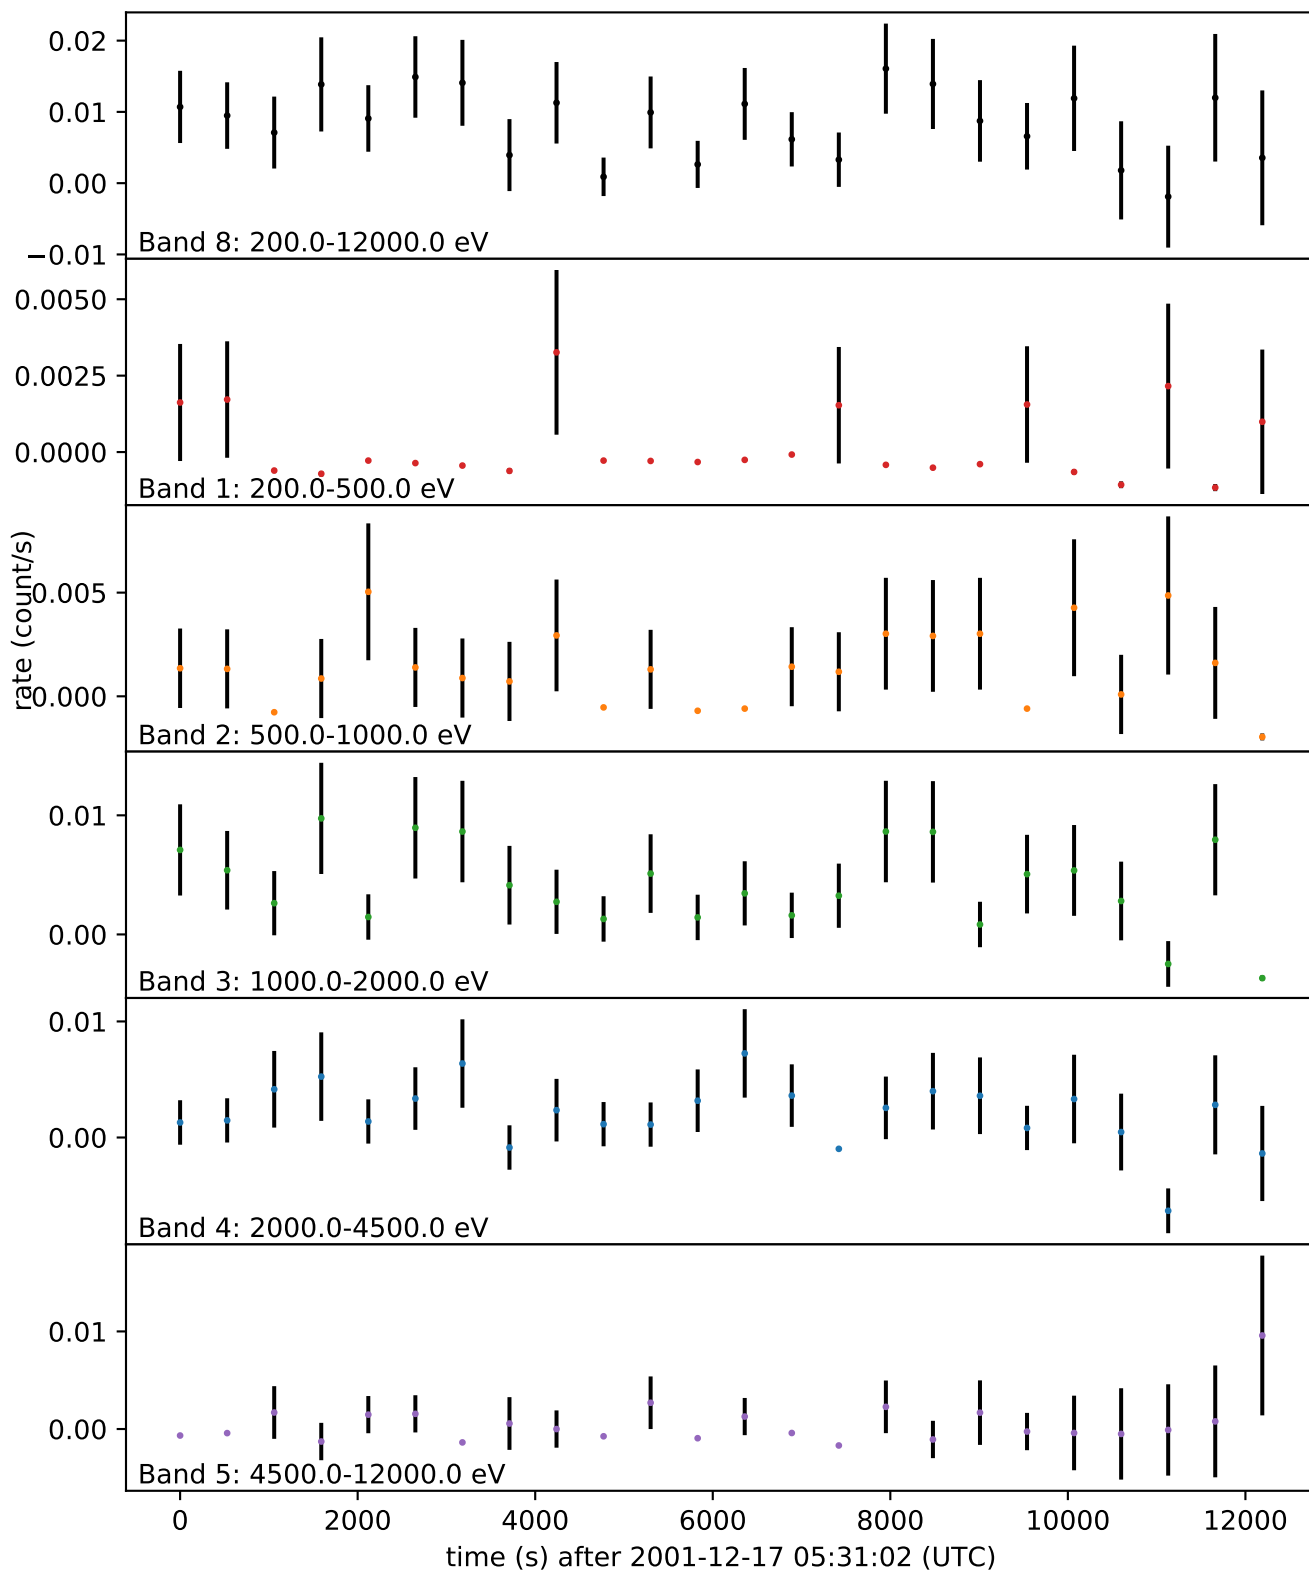 0.02
0.01
0.00
−0.01
Band 8: 200.0-12000.0 eV
0.0050
0.0025
0.0000
Band 1: 200.0-500.0 eV
rate (count/s)
0.005
0.000
Band 2: 500.0-1000.0 eV
0.01
0.00
Band 3: 1000.0-2000.0 eV
0.01
0.00
Band 4: 2000.0-4500.0 eV
0.01
0.00
Band 5: 4500.0-12000.0 eV
0 2000 4000 6000 8000 10000 12000
time (s) after 2001-12-17 05:31:02 (UTC)